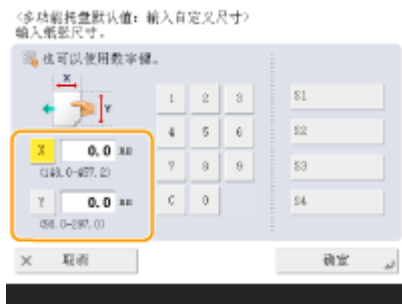 <多功能托盘默认值: 输入自定义尺寸>
输入纸张尺寸。
也可以使用数字键。
X
Y
1 2 3 S1
4 5 6 S2
X 0.0 mm
(148.0-457.2)
7 8 9 S3
Y 0.0 mm
C 0 S4
(98.0-297.0)
× 取消 确定